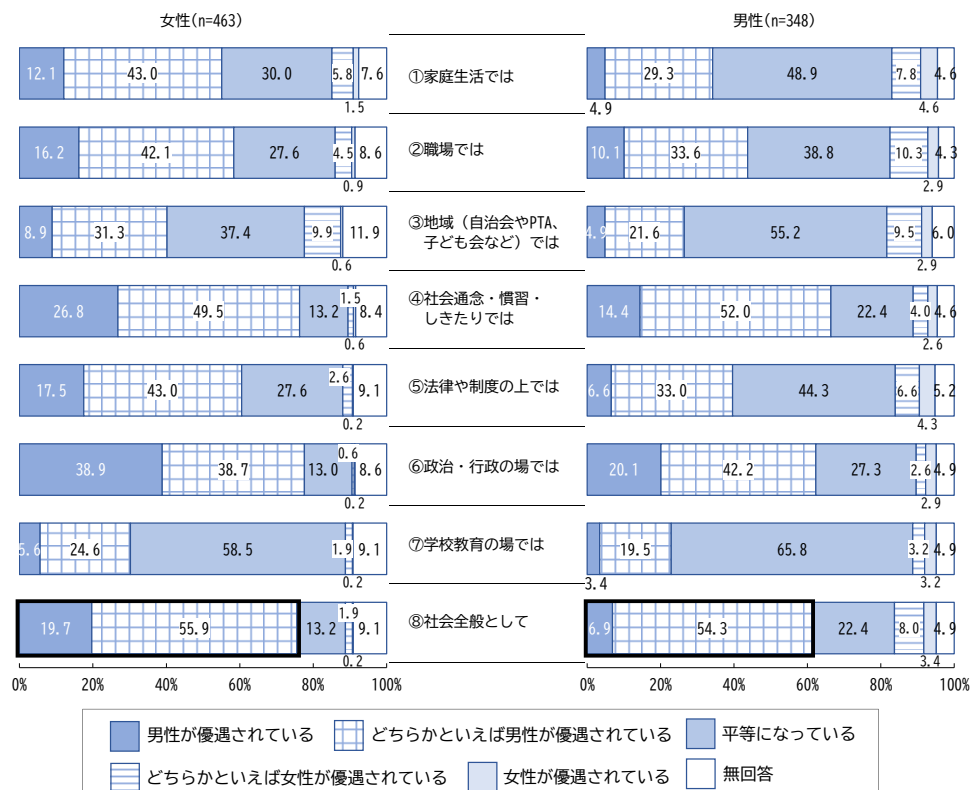 女性(n=463)
男性(n=348)
12.1 43.0 30.0 5.8 1.5 7.6
①家庭生活では
4.9 29.3 48.9 7.8 4.6 4.6
16.2 42.1 27.6 4.5 0.9 8.6
②職場では
10.1 33.6 38.8 10.3 2.9 4.3
8.9 31.3 37.4 9.9 0.6 11.9
③地域（自治会やPTA、
子ども会など）では
4.9 21.6 55.2 9.5 2.9 6.0
26.8 49.5 13.2 1.5 0.6 8.4
④社会通念・慣習・
しきたりでは
14.4 52.0 22.4 4.0 2.6 4.6
17.5 43.0 27.6 2.6 0.2 9.1
⑤法律や制度の上では
6.6 33.0 44.3 6.6 4.3 5.2
38.9 38.7 13.0 0.6 0.2 8.6
⑥政治・行政の場では
20.1 42.2 27.3 2.6 2.9 4.9
5.6 24.6 58.5 1.9 0.2 9.1
⑦学校教育の場では
3.4 19.5 65.8 3.2 3.2 4.9
19.7 55.9 13.2 1.9 0.2 9.1
⑧社会全般として
6.9 54.3 22.4 8.0 3.4 4.9
0% 20% 40% 60% 80% 100%
0% 20% 40% 60% 80% 100%
男性が優遇されている どちらかといえば男性が優遇されている 平等になっている
どちらかといえば女性が優遇されている 女性が優遇されている 無回答